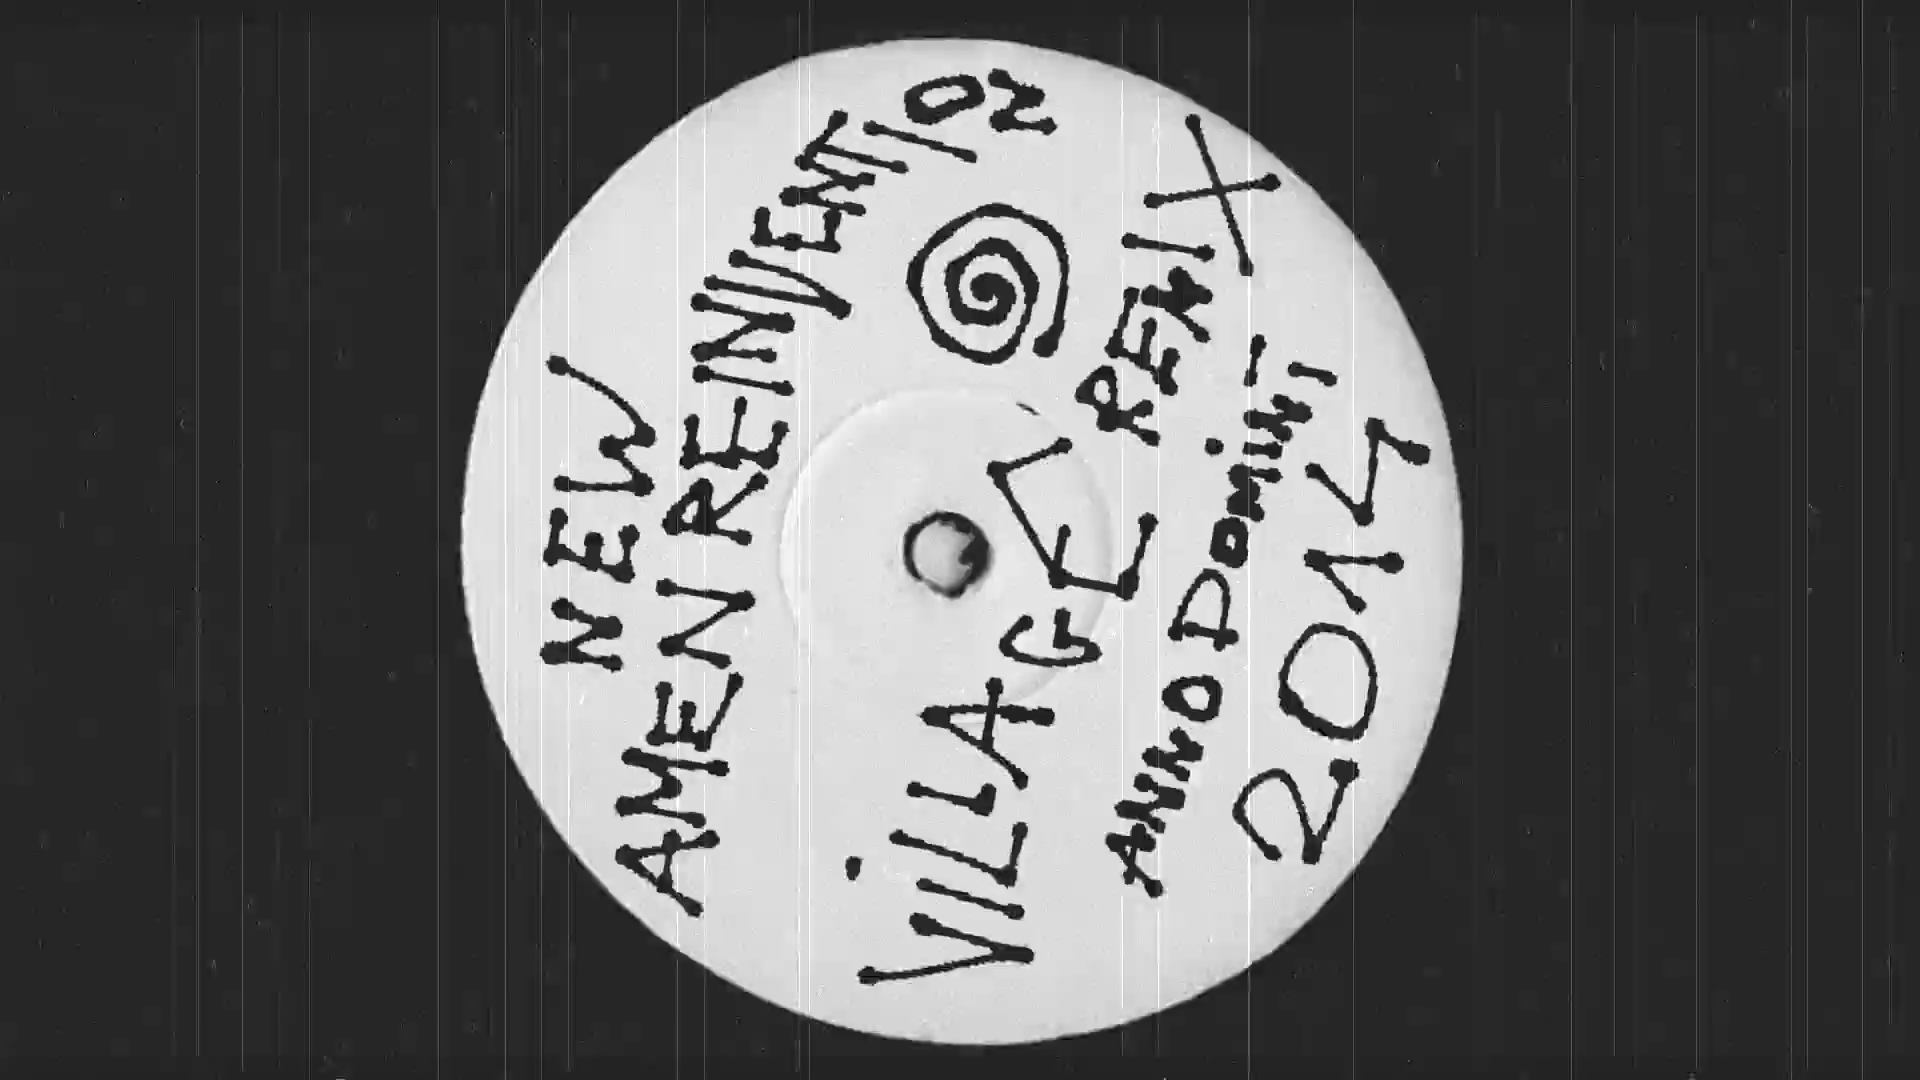 NEW
AMEN REINVENTION
VILLAGE REMIX
ANNO DOMINI
2014